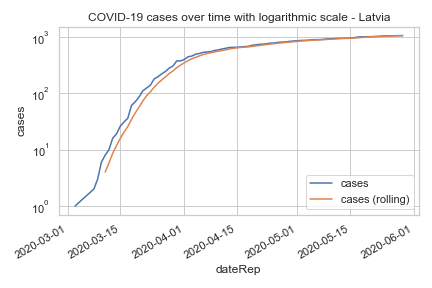 COVID-19 cases over time with logarithmic scale - Latvia
10³
10²
10¹
10⁰
cases
cases
cases (rolling)
2020-03-01
2020-03-15
2020-04-01
2020-04-15
2020-05-01
2020-05-15
2020-06-01
dateRep